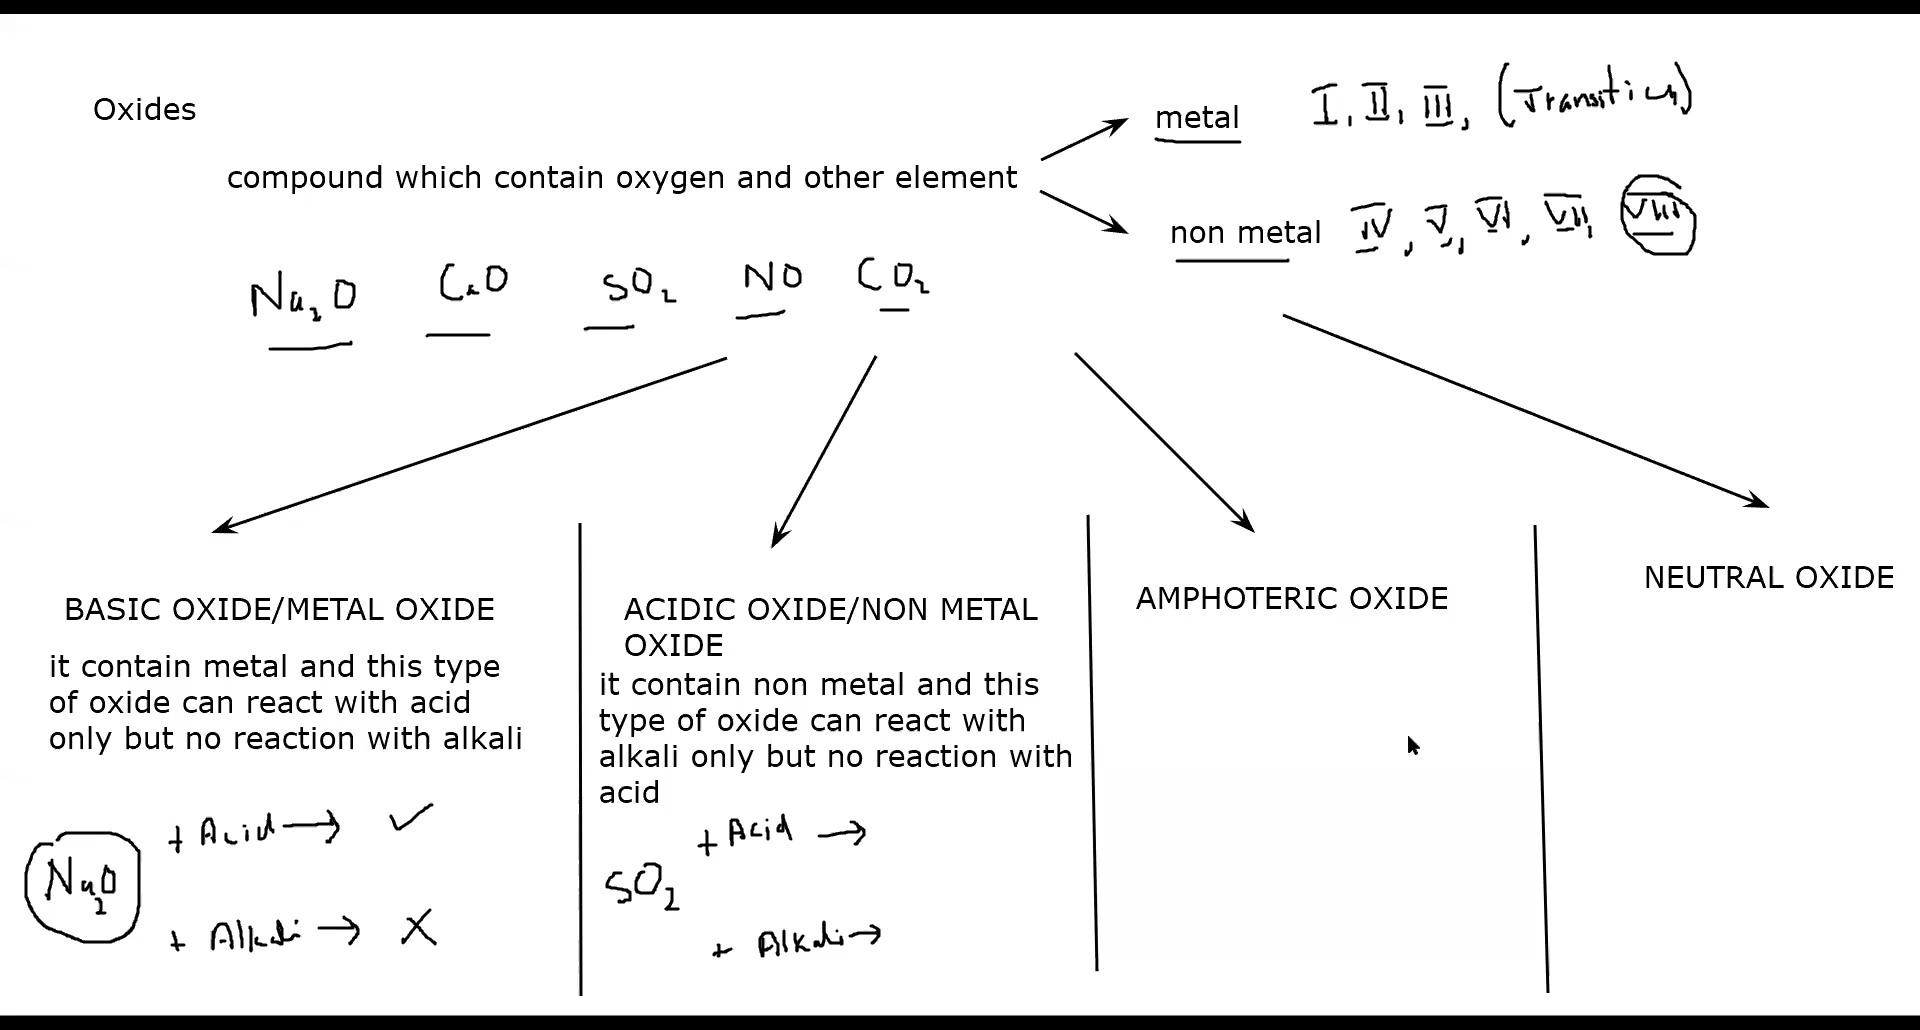 Oxides
metal I, II, III, (Transition)
compound which contain oxygen and other element
non metal IV, V, VI, VII, VIII
Na₂O CaO SO₂ NO CO₂
BASIC OXIDE/METAL OXIDE
it contain metal and this type
of oxide can react with acid
only but no reaction with alkali
+ Acid → ✓
Na₂O
+ Alkali → X
ACIDIC OXIDE/NON METAL
OXIDE
it contain non metal and this
type of oxide can react with
alkali only but no reaction with
acid
+ Acid →
SO₂
+ Alkali →
AMPHOTERIC OXIDE
NEUTRAL OXIDE